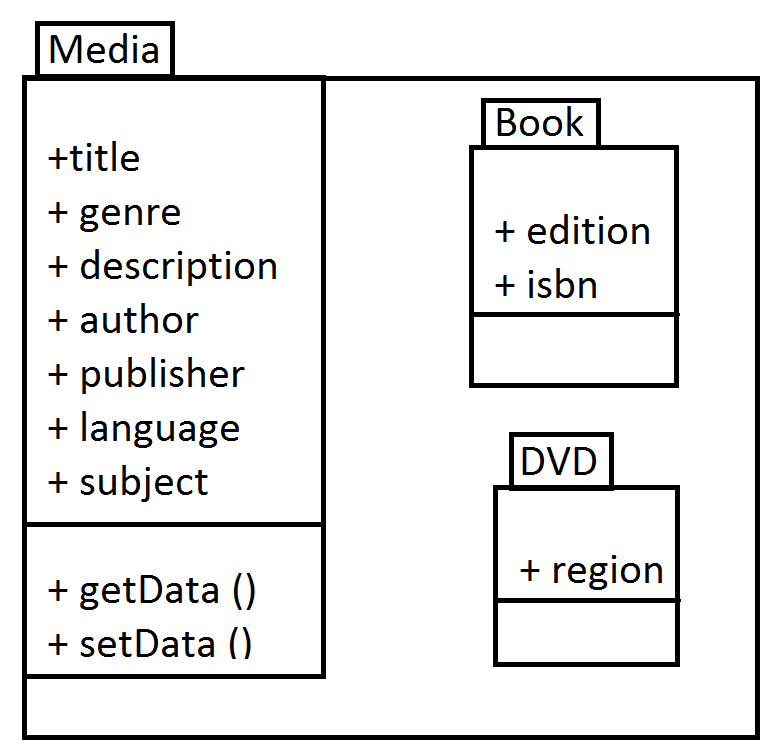 Media
+title
+ genre
+ description
+ author
+ publisher
+ language
+ subject
+ getData ()
+ setData ()
Book
+ edition
+ isbn
DVD
+ region